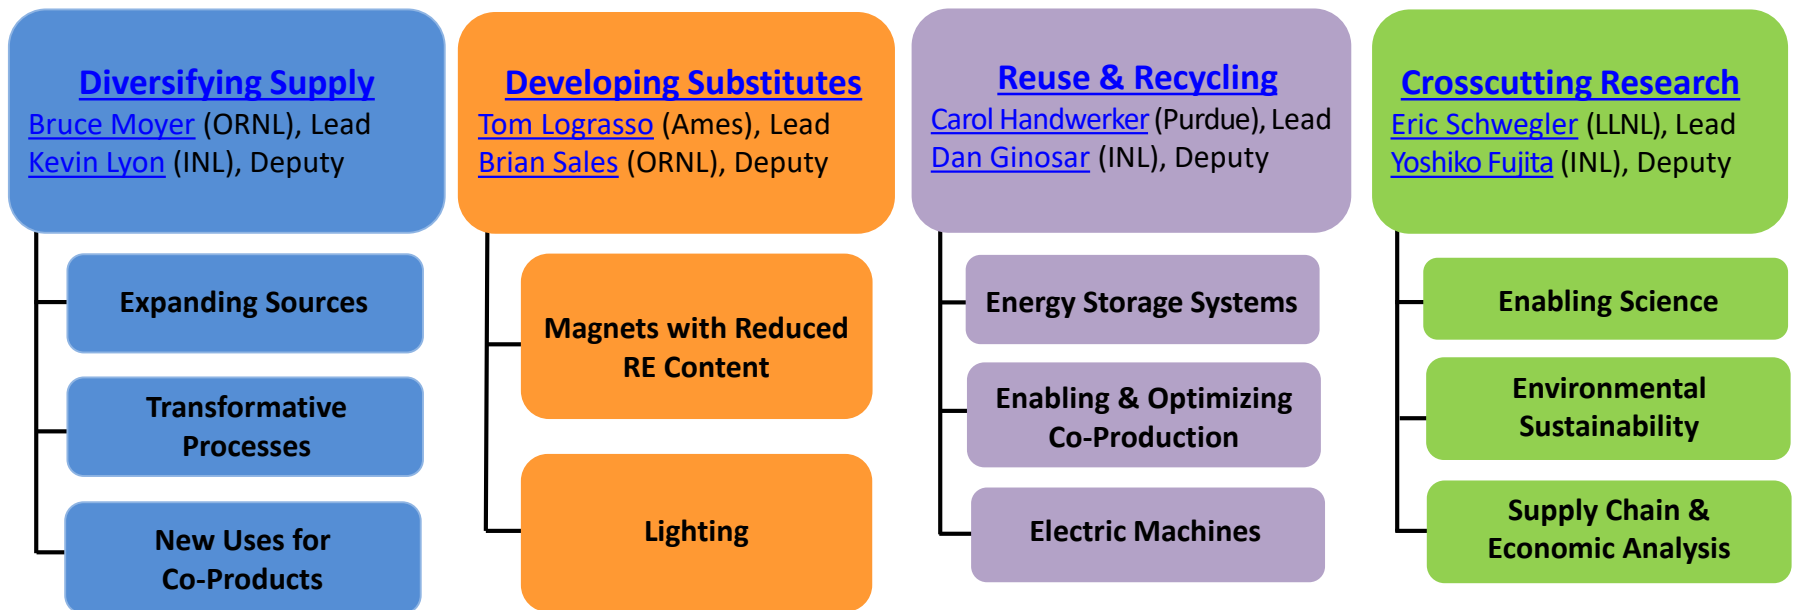 Diversifying Supply
Bruce Moyer (ORNL), Lead
Kevin Lyon (INL), Deputy
Expanding Sources
Transformative
Processes
New Uses for
Co-Products
Developing Substitutes
Tom Lograsso (Ames), Lead
Brian Sales (ORNL), Deputy
Magnets with Reduced
RE Content
Lighting
Reuse & Recycling
Carol Handwerker (Purdue), Lead
Dan Ginosar (INL), Deputy
Energy Storage Systems
Enabling & Optimizing
Co-Production
Electric Machines
Crosscutting Research
Eric Schwegler (LLNL), Lead
Yoshiko Fujita (INL), Deputy
Enabling Science
Environmental
Sustainability
Supply Chain &
Economic Analysis